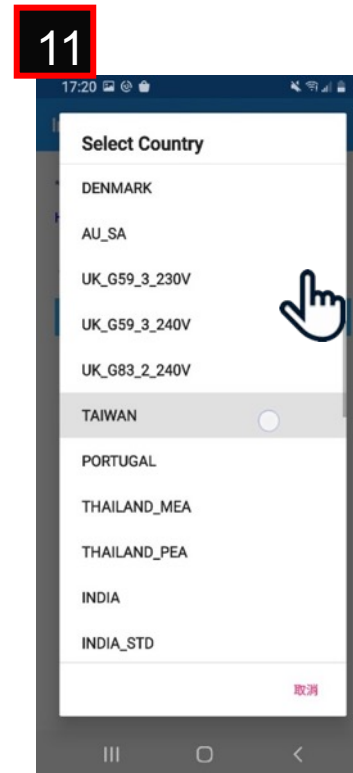 11
17:20
Select Country
DENMARK
AU_SA
UK_G59_3_230V
UK_G59_3_240V
UK_G83_2_240V
TAIWAN
PORTUGAL
THAILAND_MEA
THAILAND_PEA
INDIA
INDIA_STD
取消